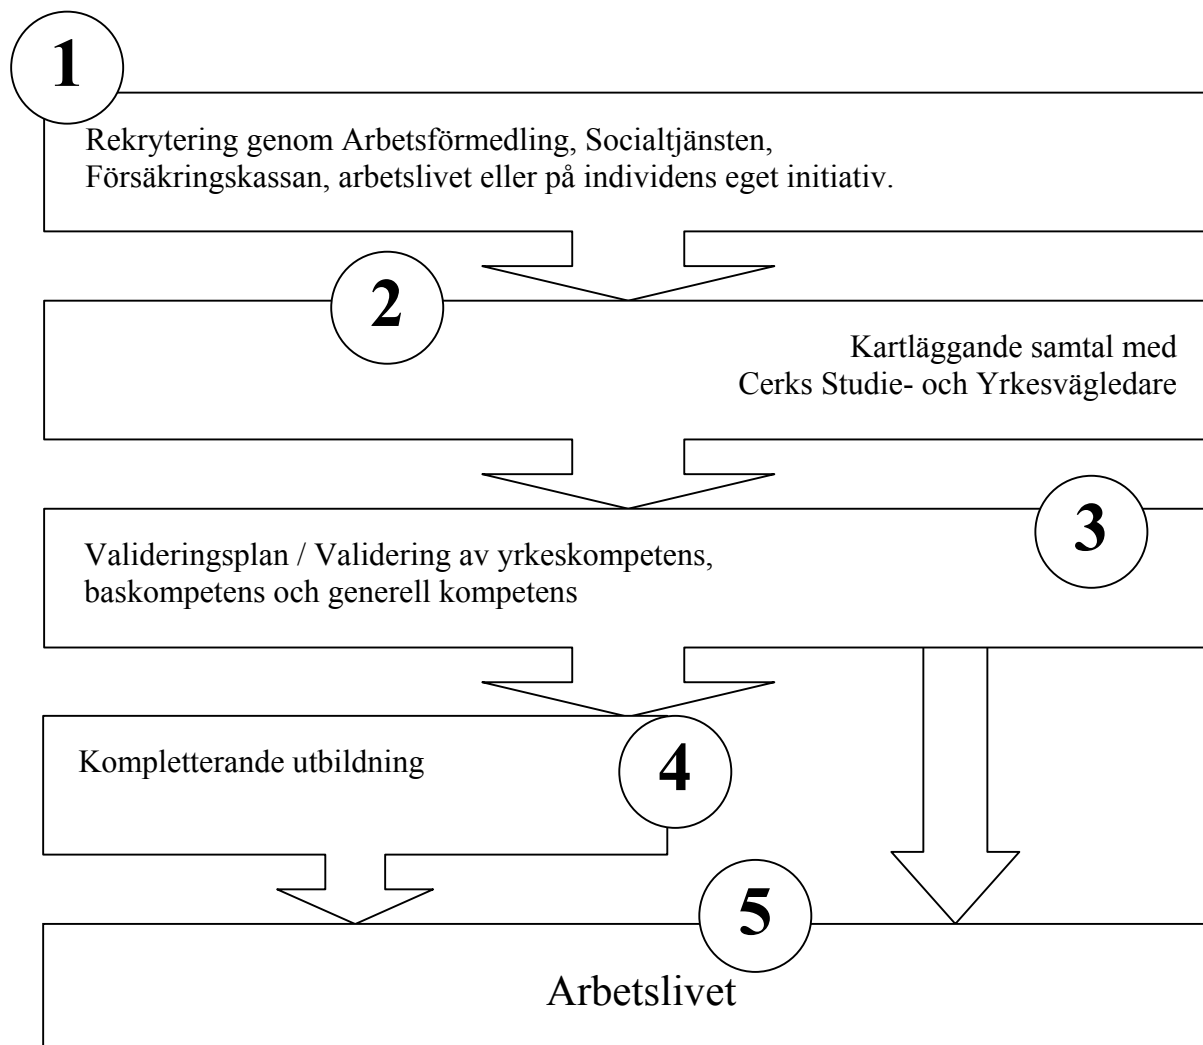 1
Rekrytering genom Arbetsförmedling, Socialtjänsten,
Försäkringskassan, arbetslivet eller på individens eget initiativ.
2
Kartläggande samtal med
Cerks Studie- och Yrkesvägledare
3
Valideringsplan / Validering av yrkeskompetens,
baskompetens och generell kompetens
4
Kompletterande utbildning
5
Arbetslivet